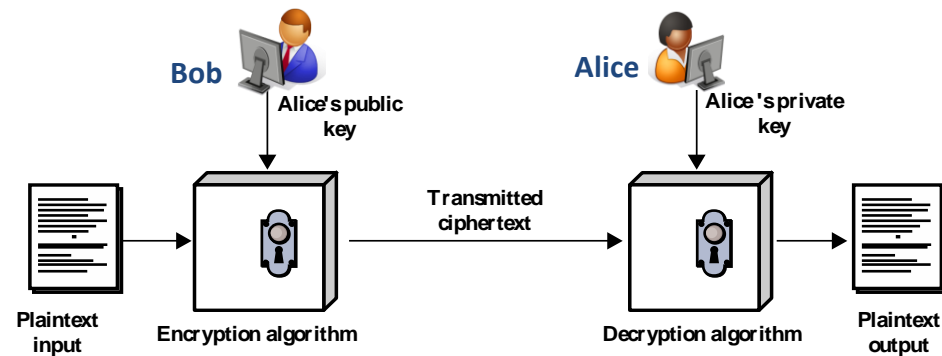 Bob
Alice
Alice's public
key
Alice's private
key
Transmitted
ciphertext
Plaintext
input
Encryption algorithm
Decryption algorithm
Plaintext
output